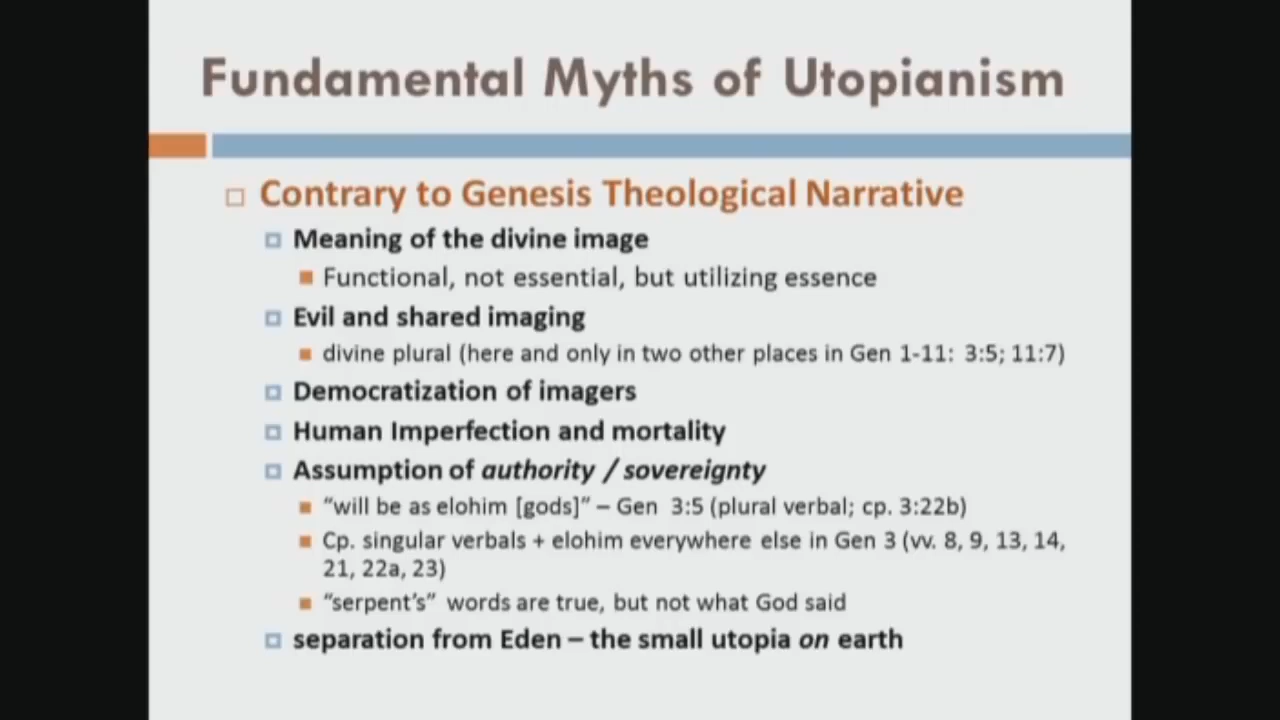 Fundamental Myths of Utopianism
Contrary to Genesis Theological Narrative
Meaning of the divine image
Functional, not essential, but utilizing essence
Evil and shared imaging
divine plural (here and only in two other places in Gen 1-11: 3:5; 11:7)
Democratization of imagers
Human Imperfection and mortality
Assumption of authority / sovereignty
“will be as elohim [gods]” – Gen 3:5 (plural verbal; cp. 3:22b)
Cp. singular verbals + elohim everywhere else in Gen 3 (vv. 8, 9, 13, 14,
21, 22a, 23)
“serpent’s” words are true, but not what God said
separation from Eden – the small utopia on earth